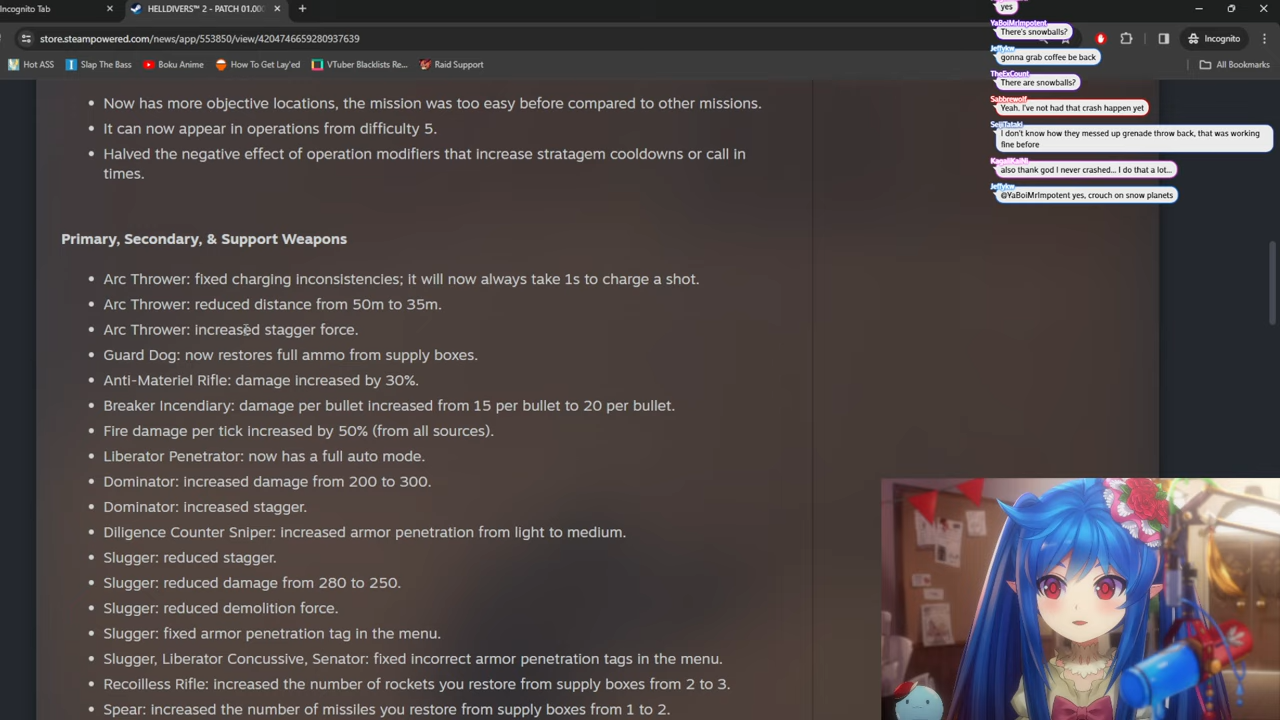 Incognito Tab
HELLDIVERS™ 2 - PATCH 01.00
store.steampowered.com/news/app/553850/view/4204746692809379639
Incognito
Hot ASS
Slap The Bass
Boku Anime
How To Get Lay'ed
VTuber Blacklists Re...
Raid Support
All Bookmarks
Now has more objective locations, the mission was too easy before compared to other missions.
It can now appear in operations from difficulty 5.
Halved the negative effect of operation modifiers that increase stratagem cooldowns or call in
times.
Primary, Secondary, & Support Weapons
Arc Thrower: fixed charging inconsistencies; it will now always take 1s to charge a shot.
Arc Thrower: reduced distance from 50m to 35m.
Arc Thrower: increased stagger force.
Guard Dog: now restores full ammo from supply boxes.
Anti-Materiel Rifle: damage increased by 30%.
Breaker Incendiary: damage per bullet increased from 15 per bullet to 20 per bullet.
Fire damage per tick increased by 50% (from all sources).
Liberator Penetrator: now has a full auto mode.
Dominator: increased damage from 200 to 300.
Dominator: increased stagger.
Diligence Counter Sniper: increased armor penetration from light to medium.
Slugger: reduced stagger.
Slugger: reduced damage from 280 to 250.
Slugger: reduced demolition force.
Slugger: fixed armor penetration tag in the menu.
Slugger, Liberator Concussive, Senator: fixed incorrect armor penetration tags in the menu.
Recoilless Rifle: increased the number of rockets you restore from supply boxes from 2 to 3.
Spear: increased the number of missiles you restore from supply boxes from 1 to 2.
yes
YaBoiMrImpotent
There's snowballs?
Jeffykw
gonna grab coffee be back
TheExCount
There are snowballs?
Sabbrewolf
Yeah. I've not had that crash happen yet
SeijiTataki
I don't know how they messed up grenade throw back, that was working
fine before
KagaliKaiNi
also thank god I never crashed... I do that a lot...
Jeffykw
@YaBoiMrImpotent yes, crouch on snow planets